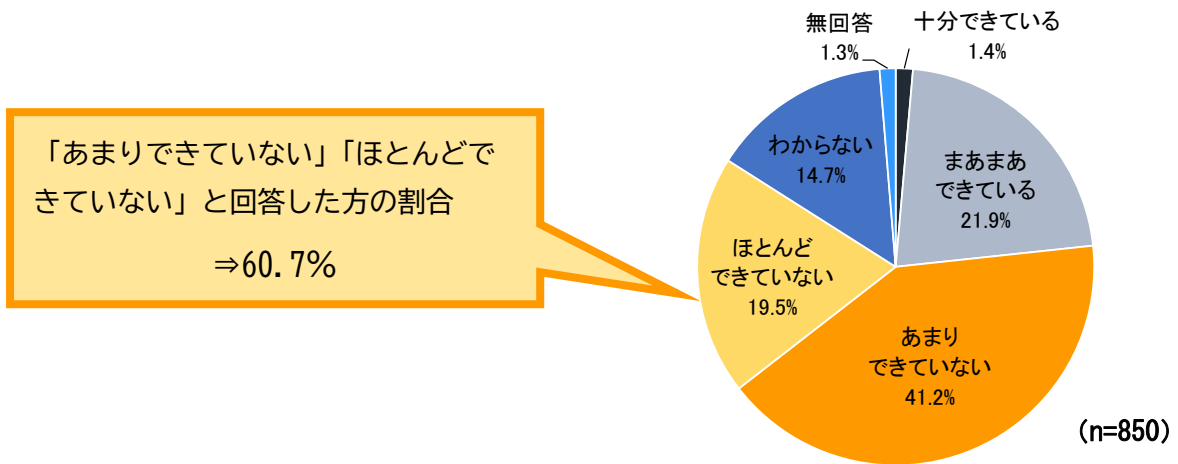 「あまりできていない」「ほとんどで
きていない」と回答した方の割合
⇒60.7%
無回答
1.3%
十分できている
1.4%
まあまあ
できている
21.9%
あまり
できていない
41.2%
ほとんど
できていない
19.5%
わからない
14.7%
(n=850)